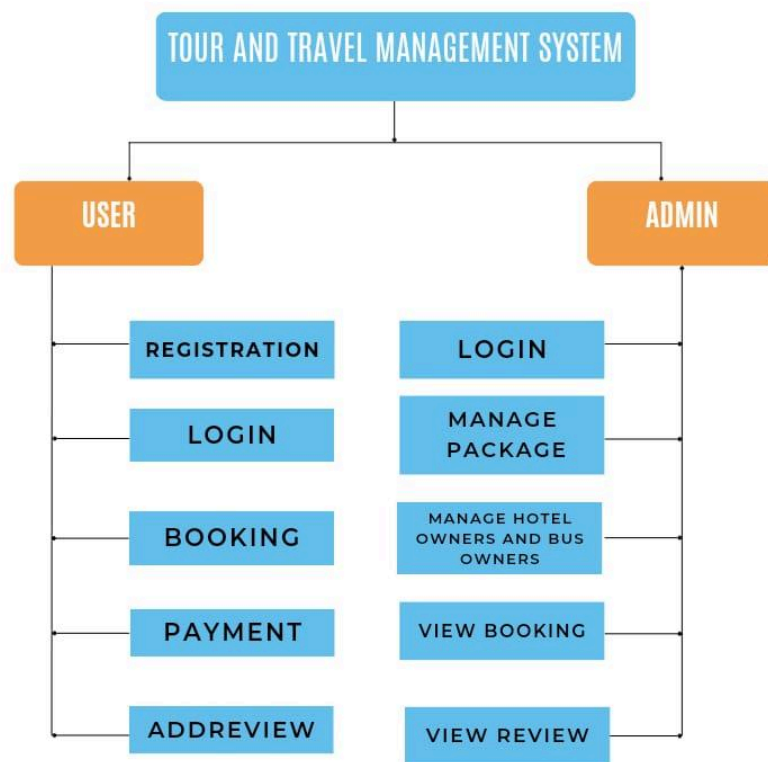 TOUR AND TRAVEL MANAGEMENT SYSTEM
USER
ADMIN
REGISTRATION
LOGIN
BOOKING
PAYMENT
ADDREVIEW
LOGIN
MANAGE
PACKAGE
MANAGE HOTEL
OWNERS AND BUS
OWNERS
VIEW BOOKING
VIEW REVIEW